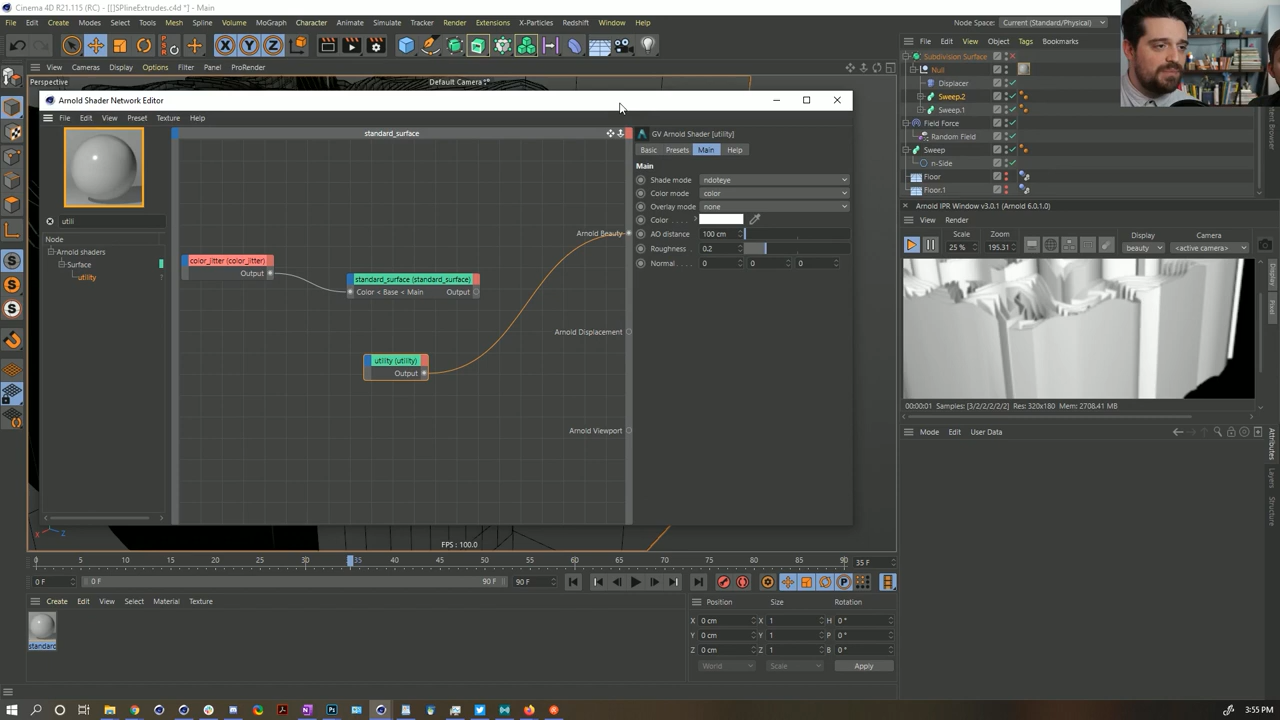 Cinema 4D R21.115 (RC) - [[]SPlineExtrudes.c4d *] - Main
File Edit Create Modes Select Tools Mesh Spline Volume MoGraph Character Animate Simulate Tracker Render Extensions X-Particles Redshift Window Help
Node Space: Current (Standard/Physical)
File Edit View Object Tags Bookmarks
View Cameras Display Options Filter Panel ProRender
Perspective
Default Camera
Subdivision Surface
Null
Displacer
Sweep.2
Sweep.1
Field Force
Random Field
Sweep
n-Side
Floor
Floor.1
Arnold Shader Network Editor
File Edit View Preset Texture Help
standard_surface
utili
Node
Arnold shaders
Surface
utility
?
color_jitter (color_jitter)
Output
standard_surface (standard_surface)
Color < Base < Main Output
utility (utility)
Output
Arnold Beauty
Arnold Displacement
Arnold Viewport
GV Arnold Shader [utility]
Basic Presets Main Help
Main
Shade mode ndoteye
Color mode color
Overlay mode none
Color . . . .
AO distance 100 cm
Roughness . 0.2
Normal . . . 0 0 0
Arnold IPR Window v3.0.1 (Arnold 6.0.1.0)
View Render
Scale Zoom Display Camera
25 % 195.31 beauty <active camera>
00:00:01 Samples: [3/2/2/2/2/2] Res: 320x180 Mem: 2708.41 MB
Mode Edit User Data
Display
Pixel
Content Browser
Attributes
Layers
Structure
X Z
FPS : 100.0
0 5 10 15 20 25 30 35 40 45 50 55 60 65 70 75 80 85 90 35 F
0 F 0 F 90 F 90 F
Create Edit View Select Material Texture
standard
Position Size Rotation
X 0 cm X 1 H 0 °
Y 0 cm Y 1 P 0 °
Z 0 cm Z 1 B 0 °
World Scale Apply
3:55 PM